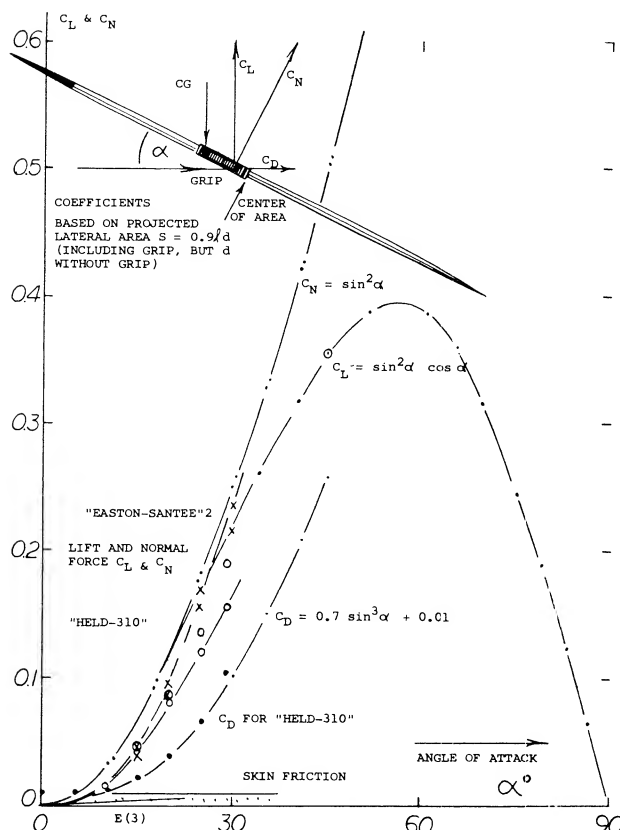 C_L & C_N
0.6
C_L
C_N
CG
α
C_D
0.5
GRIP
COEFFICIENTS
CENTER
OF AREA
BASED ON PROJECTED
LATERAL AREA S = 0.9ℓd
(INCLUDING GRIP, BUT d
WITHOUT GRIP)
C_N = sin²α
0.4
C_L = sin²α cos α
0.3
"EASTON-SANTEE"2
0.2
LIFT AND NORMAL
FORCE C_L & C_N
"HELD-310"
C_D = 0.7 sin³α + 0.01
0.1
C_D FOR "HELD-310"
ANGLE OF ATTACK
SKIN FRICTION
α°
0
E(3)
0
30
60
90